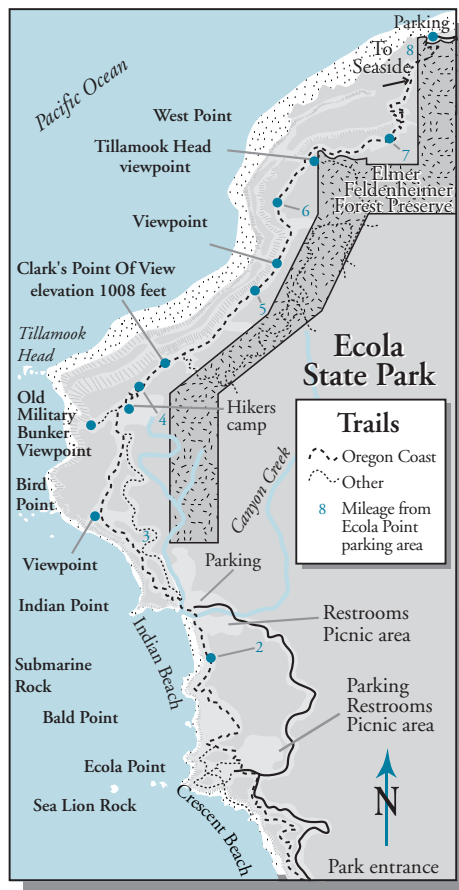 Parking
8
To
Seaside
Pacific Ocean
West Point
Tillamook Head
viewpoint
7
Elmer
Feldenheimer
Forest Preserve
6
Viewpoint
Clark's Point Of View
elevation 1008 feet
5
Tillamook
Head
Ecola
State Park
Old
Military
Bunker
Viewpoint
4
Hikers
camp
Trails
Oregon Coast
Other
8 Mileage from
Ecola Point
parking area
Canyon Creek
Bird
Point
3
Viewpoint
Parking
Indian Point
Restrooms
Picnic area
Indian Beach
2
Submarine
Rock
Parking
Restrooms
Picnic area
Bald Point
Ecola Point
Sea Lion Rock
Crescent Beach
N
Park entrance